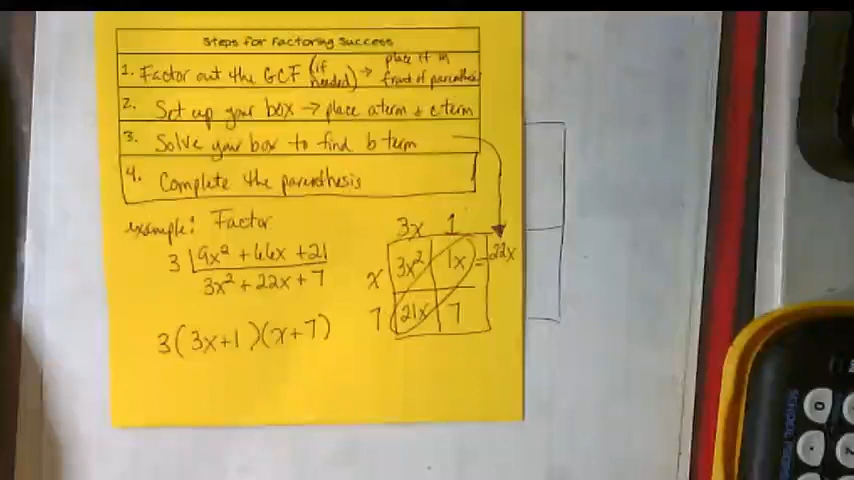 Steps for Factoring Success
1. Factor out the GCF (if needed) → place it in front of parenthesis
2. Set up your box → place a term & c term
3. Solve your box to find b term
4. Complete the parenthesis
example: Factor
3 9x² + 66x + 21
3x² + 22x + 7
3(3x+1)(x+7)
3x 1
x 3x² 1x = 22x
7 21x 7